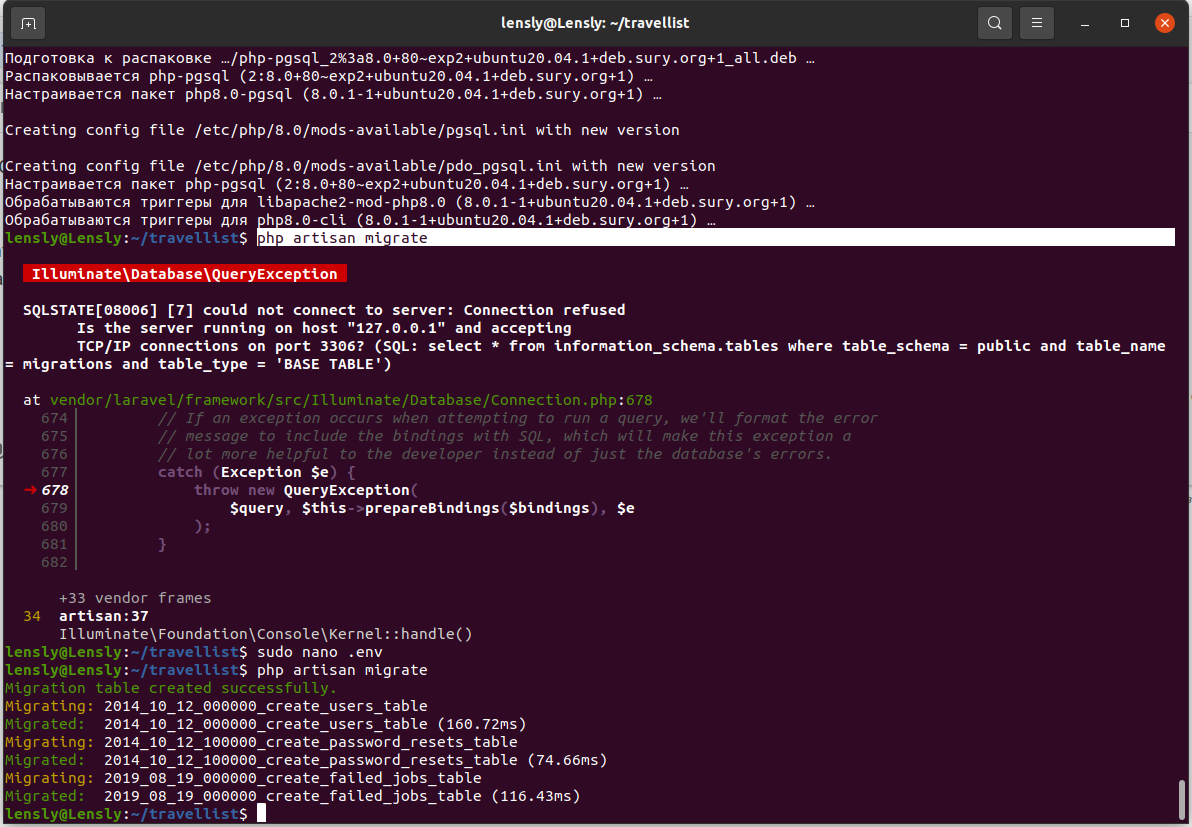 lensly@Lensly: ~/travellist
Подготовка к распаковке …/php-pgsql_2%3a8.0+80~exp2+ubuntu20.04.1+deb.sury.org+1_all.deb …
Распаковывается php-pgsql (2:8.0+80~exp2+ubuntu20.04.1+deb.sury.org+1) …
Настраивается пакет php8.0-pgsql (8.0.1-1+ubuntu20.04.1+deb.sury.org+1) …
Creating config file /etc/php/8.0/mods-available/pgsql.ini with new version
Creating config file /etc/php/8.0/mods-available/pdo_pgsql.ini with new version
Настраивается пакет php-pgsql (2:8.0+80~exp2+ubuntu20.04.1+deb.sury.org+1) …
Обрабатываются триггеры для libapache2-mod-php8.0 (8.0.1-1+ubuntu20.04.1+deb.sury.org+1) …
Обрабатываются триггеры для php8.0-cli (8.0.1-1+ubuntu20.04.1+deb.sury.org+1) …
lensly@Lensly:~/travellist$ php artisan migrate
Illuminate\Database\QueryException
SQLSTATE[08006] [7] could not connect to server: Connection refused
Is the server running on host "127.0.0.1" and accepting
TCP/IP connections on port 3306? (SQL: select * from information_schema.tables where table_schema = public and table_name
= migrations and table_type = 'BASE TABLE')
at vendor/laravel/framework/src/Illuminate/Database/Connection.php:678
674 // If an exception occurs when attempting to run a query, we'll format the error
675 // message to include the bindings with SQL, which will make this exception a
676 // lot more helpful to the developer instead of just the database's errors.
677 catch (Exception $e) {
➜ 678 throw new QueryException(
679 $query, $this->prepareBindings($bindings), $e
680 );
681 }
682
+33 vendor frames
34 artisan:37
Illuminate\Foundation\Console\Kernel::handle()
lensly@Lensly:~/travellist$ sudo nano .env
lensly@Lensly:~/travellist$ php artisan migrate
Migration table created successfully.
Migrating: 2014_10_12_000000_create_users_table
Migrated: 2014_10_12_000000_create_users_table (160.72ms)
Migrating: 2014_10_12_100000_create_password_resets_table
Migrated: 2014_10_12_100000_create_password_resets_table (74.66ms)
Migrating: 2019_08_19_000000_create_failed_jobs_table
Migrated: 2019_08_19_000000_create_failed_jobs_table (116.43ms)
lensly@Lensly:~/travellist$